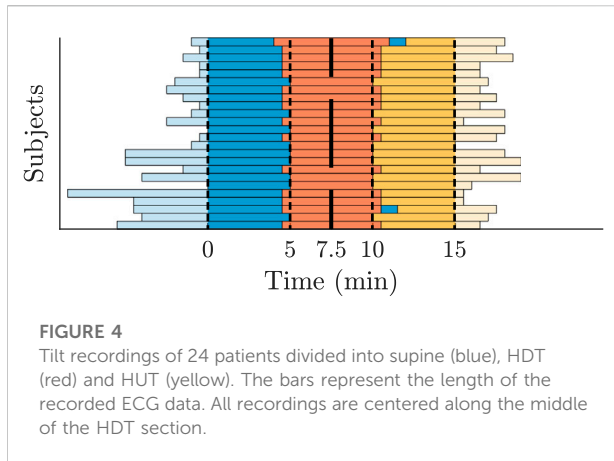 Subjects
0 5 7.5 10 15
Time (min)
FIGURE 4
Tilt recordings of 24 patients divided into supine (blue), HDT
(red) and HUT (yellow). The bars represent the length of the
recorded ECG data. All recordings are centered along the middle
of the HDT section.